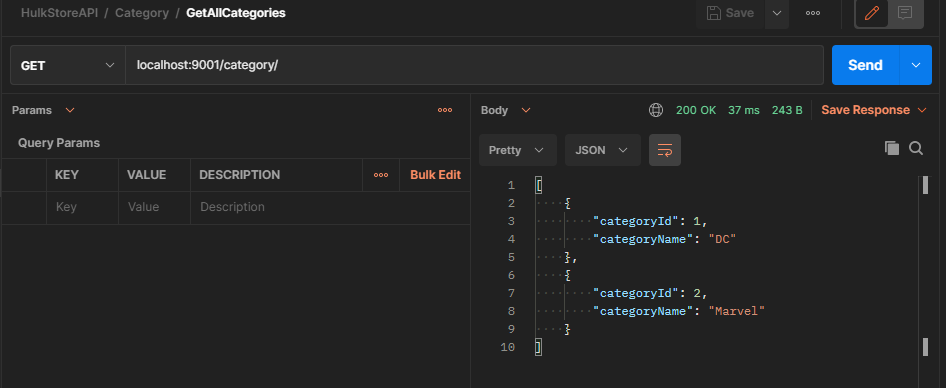 HulkStoreAPI / Category / GetAllCategories
Save
GET
localhost:9001/category/
Send
Params
Query Params
KEY VALUE DESCRIPTION Bulk Edit
Key Value Description
Body 200 OK 37 ms 243 B Save Response
Pretty JSON
1 [
2 {
3 "categoryId": 1,
4 "categoryName": "DC"
5 },
6 {
7 "categoryId": 2,
8 "categoryName": "Marvel"
9 }
10 ]